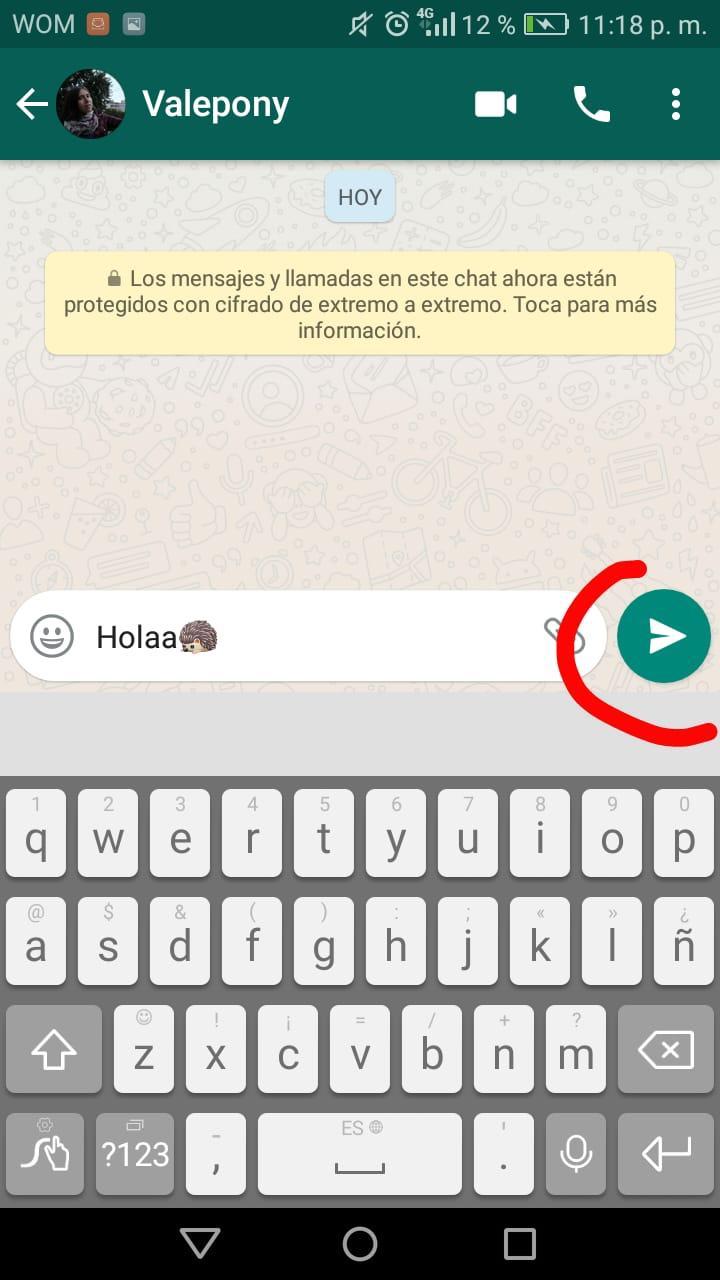 WOM 4G 12 % 11:18 p. m.
Valepony
HOY
Los mensajes y llamadas en este chat ahora están
protegidos con cifrado de extremo a extremo. Toca para más
información.
Holaa🦔
1 2 3 4 5 6 7 8 9 0
q w e r t y u i o p
@ $ & ( ) : ; « » ¿
a s d f g h j k l ñ
! ¡ = / + ?
z x c v b n m
- ES '
?123 , .